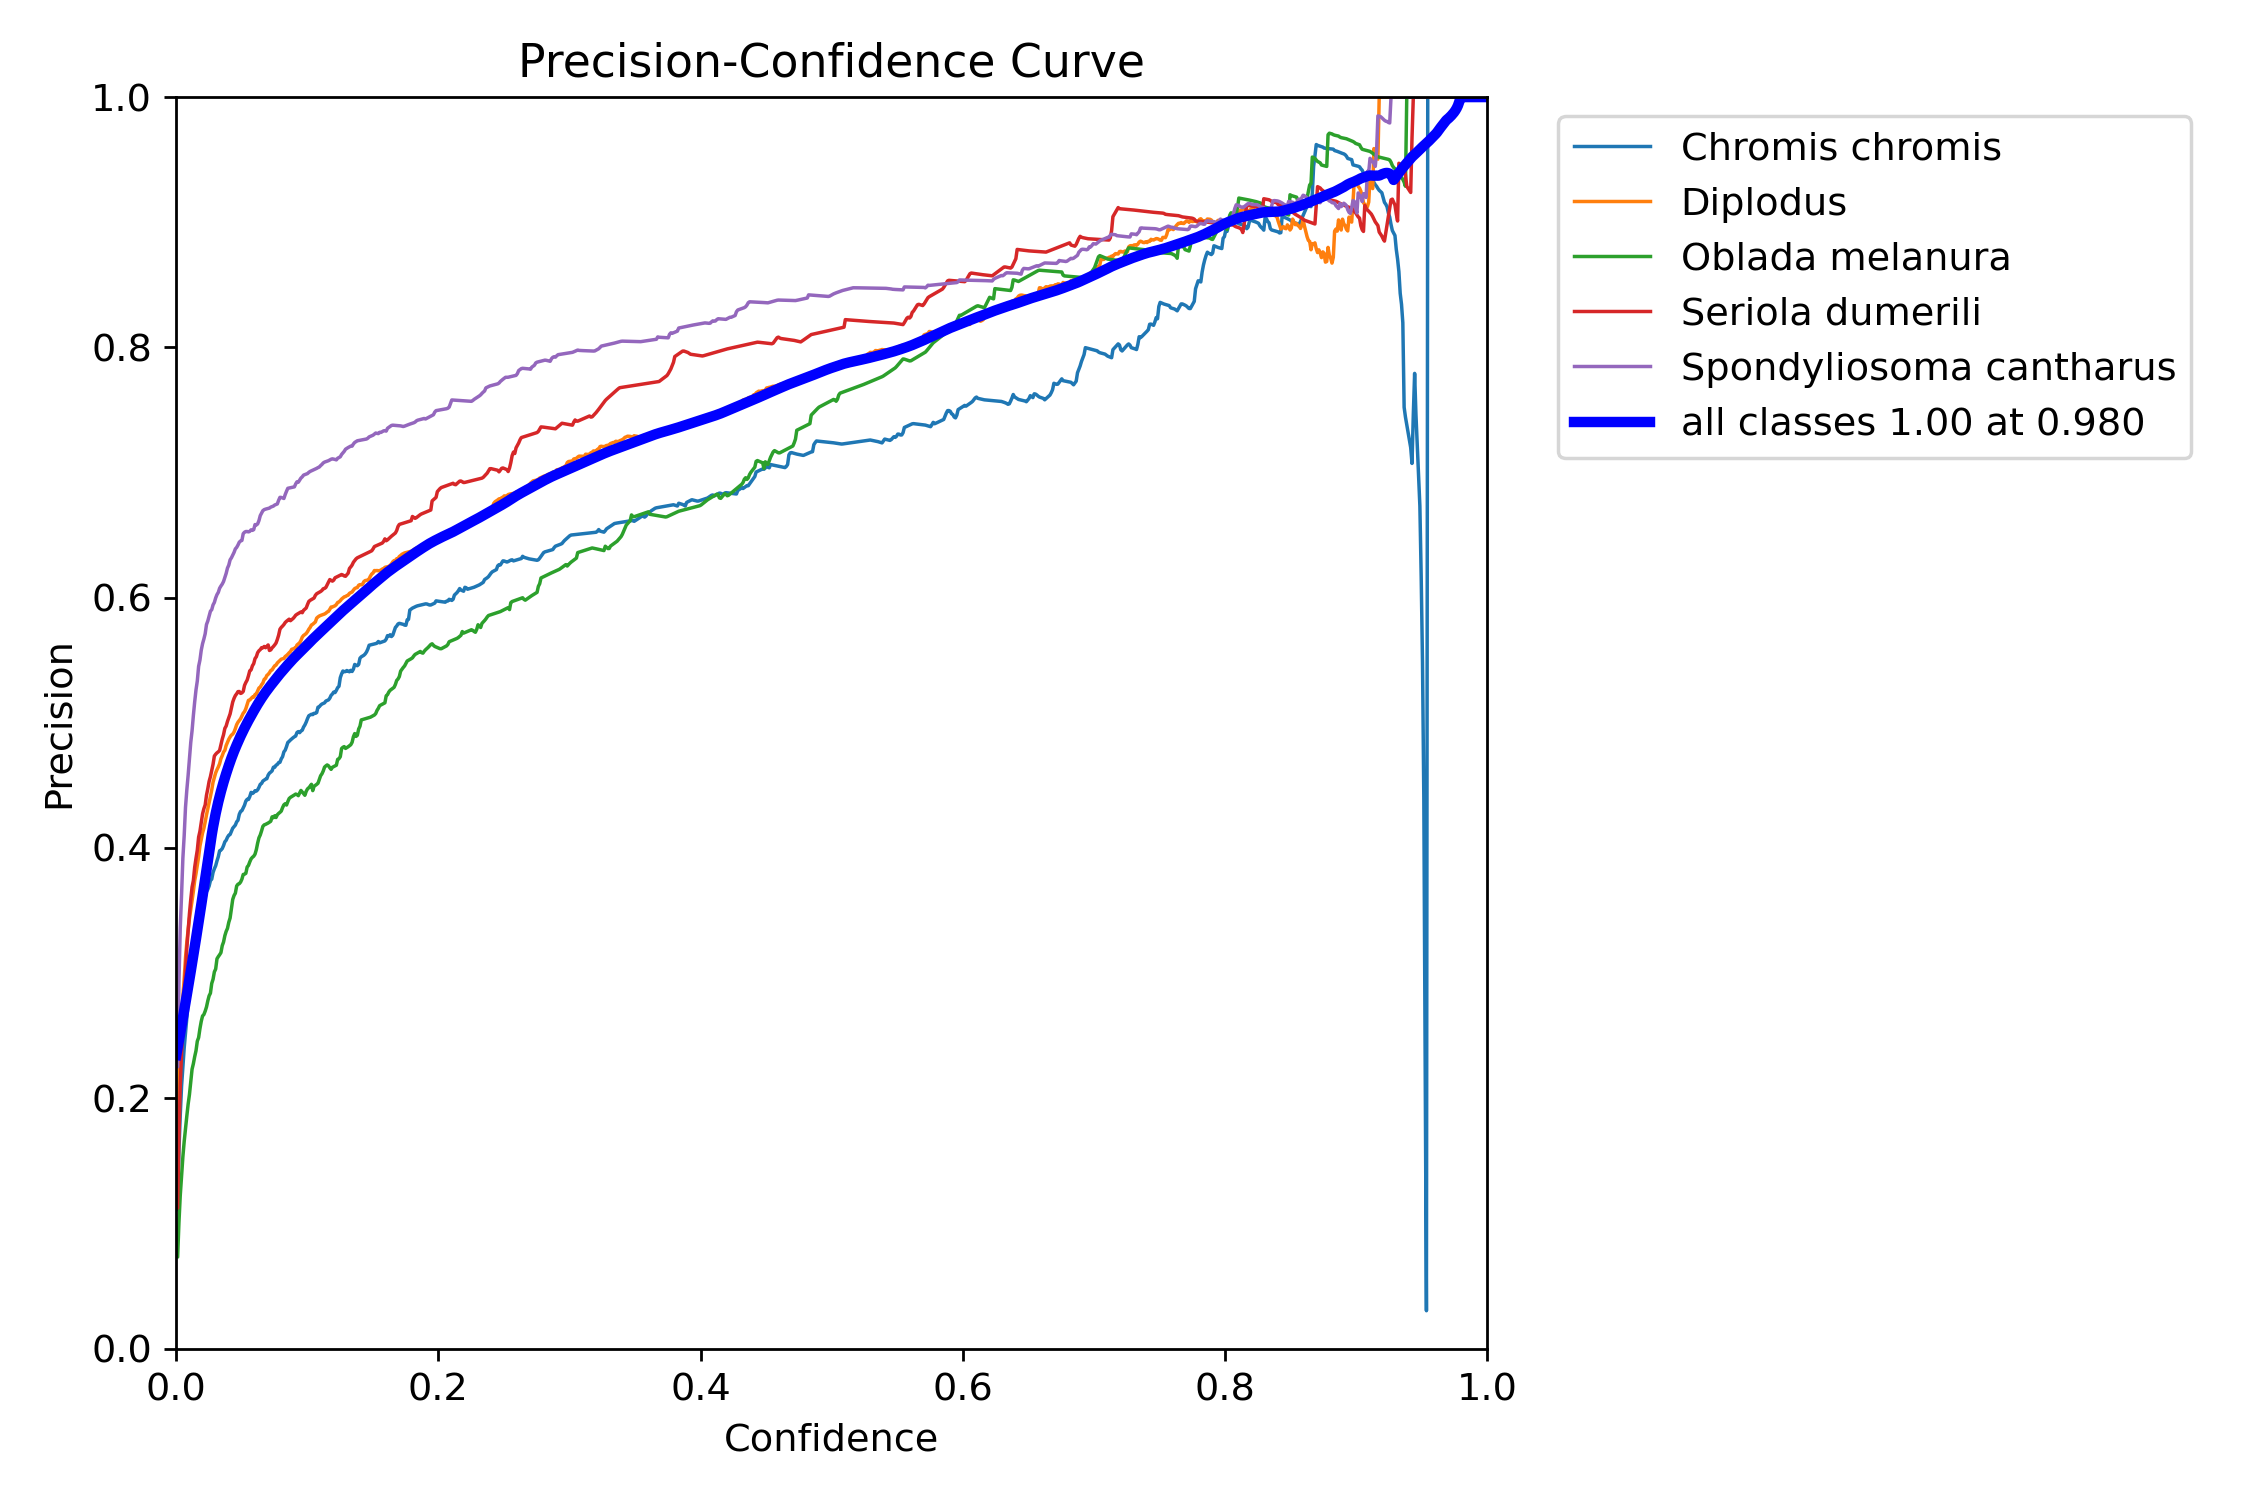 Precision-Confidence Curve
1.0
0.8
0.6
0.4
0.2
0.0
Precision
0.0 0.2 0.4 0.6 0.8 1.0
Confidence
Chromis chromis
Diplodus
Oblada melanura
Seriola dumerili
Spondyliosoma cantharus
all classes 1.00 at 0.980